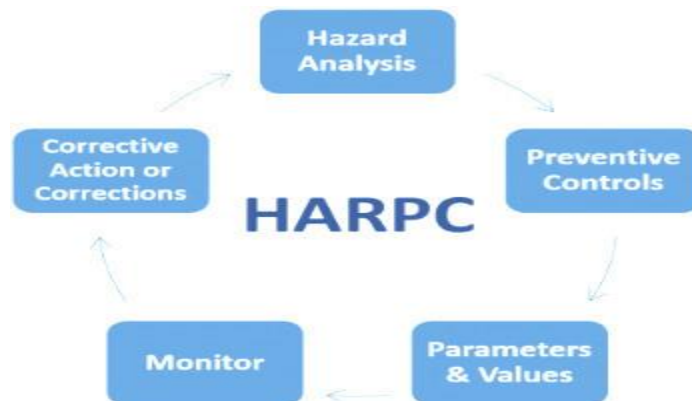 Hazard
Analysis
Preventive
Controls
Parameters
& Values
Monitor
Corrective
Action or
Corrections
HARPC